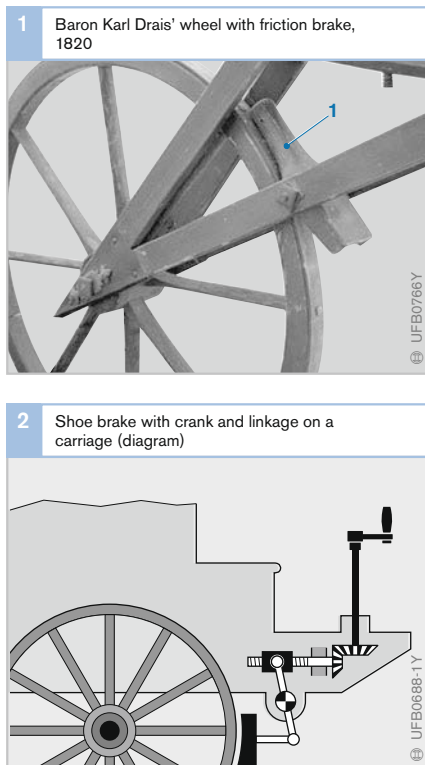 1
Baron Karl Drais’ wheel with friction brake,
1820
1
UFB0766Y
2
Shoe brake with crank and linkage on a
carriage (diagram)
UFB0688-1Y